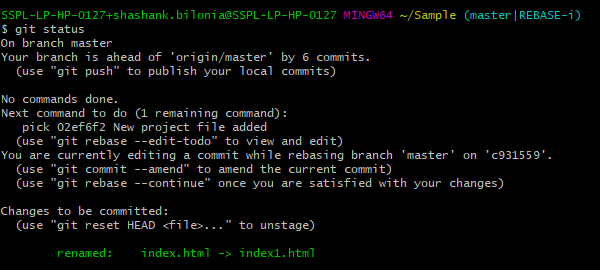 SSPL-LP-HP-0127+shashank.bilonia@SSPL-LP-HP-0127 MINGW64 ~/Sample (master|REBASE-i)
$ git status
On branch master
Your branch is ahead of 'origin/master' by 6 commits.
  (use "git push" to publish your local commits)

No commands done.
Next command to do (1 remaining command):
   pick 02ef6f2 New project file added
  (use "git rebase --edit-todo" to view and edit)
You are currently editing a commit while rebasing branch 'master' on 'c931559'.
  (use "git commit --amend" to amend the current commit)
  (use "git rebase --continue" once you are satisfied with your changes)

Changes to be committed:
  (use "git reset HEAD <file>..." to unstage)

        renamed:    index.html -> index1.html